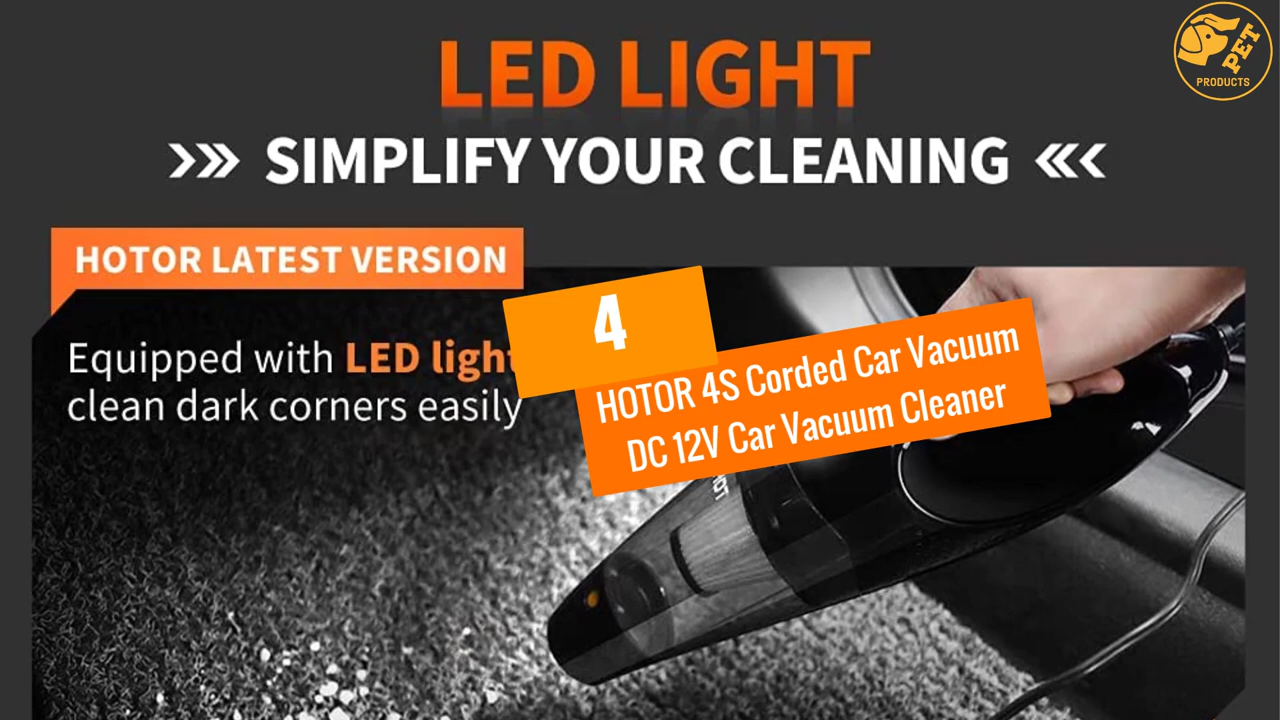 LED LIGHT
>>> SIMPLIFY YOUR CLEANING <<<
PET
PRODUCTS
HOTOR LATEST VERSION
Equipped with LED light
clean dark corners easily
4
HOTOR 4S Corded Car Vacuum
DC 12V Car Vacuum Cleaner